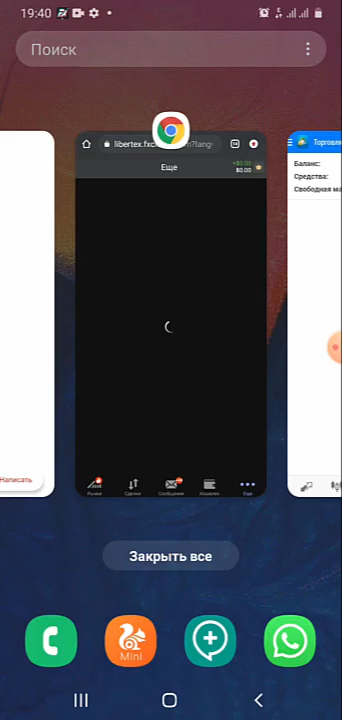 19:40
Поиск
libertex.fxc
m?lang
Еще
+$0.00
$0.00
Написать
Торговля
Баланс:
Средства:
Свободная ма
Рынки
Сделки
Сообщения
Кошелек
Еще
Закрыть все
Mini